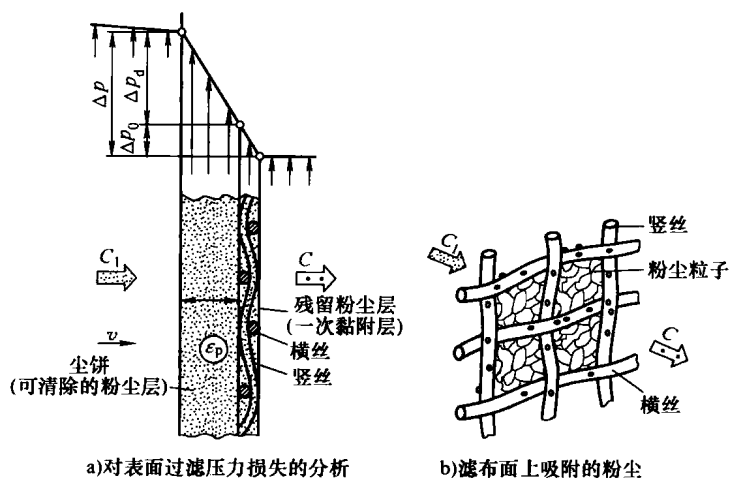 Δp
Δp_d
Δp_0
C_1
C
v
ε_p
残留粉尘层
(一次黏附层)
横丝
竖丝
尘饼
(可清除的粉尘层)
a)对表面过滤压力损失的分析
C_1
竖丝
粉尘粒子
C
横丝
b)滤布面上吸附的粉尘